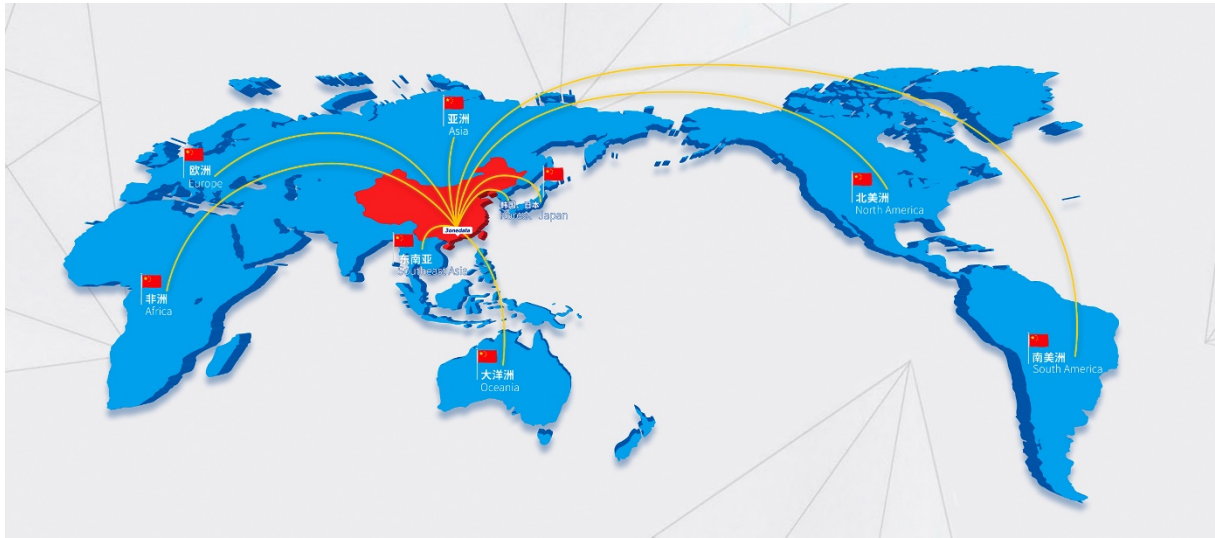 亚洲
Asia
欧洲
Europe
韩国、日本
Korea、Japan
北美洲
North America
Jonedala
东南亚
Southeast Asia
非洲
Africa
南美洲
South America
大洋洲
Oceania